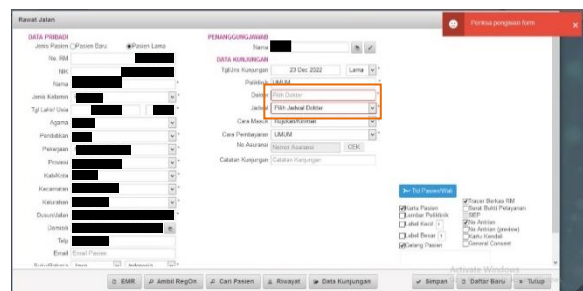 Rawat Jalan
Periksa pengisian form
DATA PRIBADI
Jenis Pasien Pasien Baru Pasien Lama
No. RM
NIK
Nama
Jenis Kelamin
Tgl Lahir/ Usia
Agama
Pendidikan
Pekerjaan
Provinsi
Kab/Kota
Kecamatan
Kelurahan
Dusun/Jalan
Domisili
Telp
Email Email Pasien
PENANGGUNGJAWAB
Nama
DATA KUNJUNGAN
Tgl/Jns Kunjungan 23 Dec 2022 Lama
Poliklinik UMUM
Dokter Pilih Dokter
Jadwal Pilih Jadwal Dokter
Cara Masuk
Cara Pembayaran UMUM
No Asuransi Nomor Asuransi CEK
Catatan Kunjungan Catatan Kunjungan
Ttd Pasien/Wali
Kartu Pasien
Lembar Poliklinik
Label Kecil
Label Besar
Gelang Pasien
Tracer Berkas RM
Surat Bukti Pelayanan
SEP
No Antrian
No Antrian (preview)
Kartu Kendali
General Consent
Activate Windows
EMR Ambil RegOn Cari Pasien Riwayat Data Kunjungan Simpan Daftar Baru Tutup